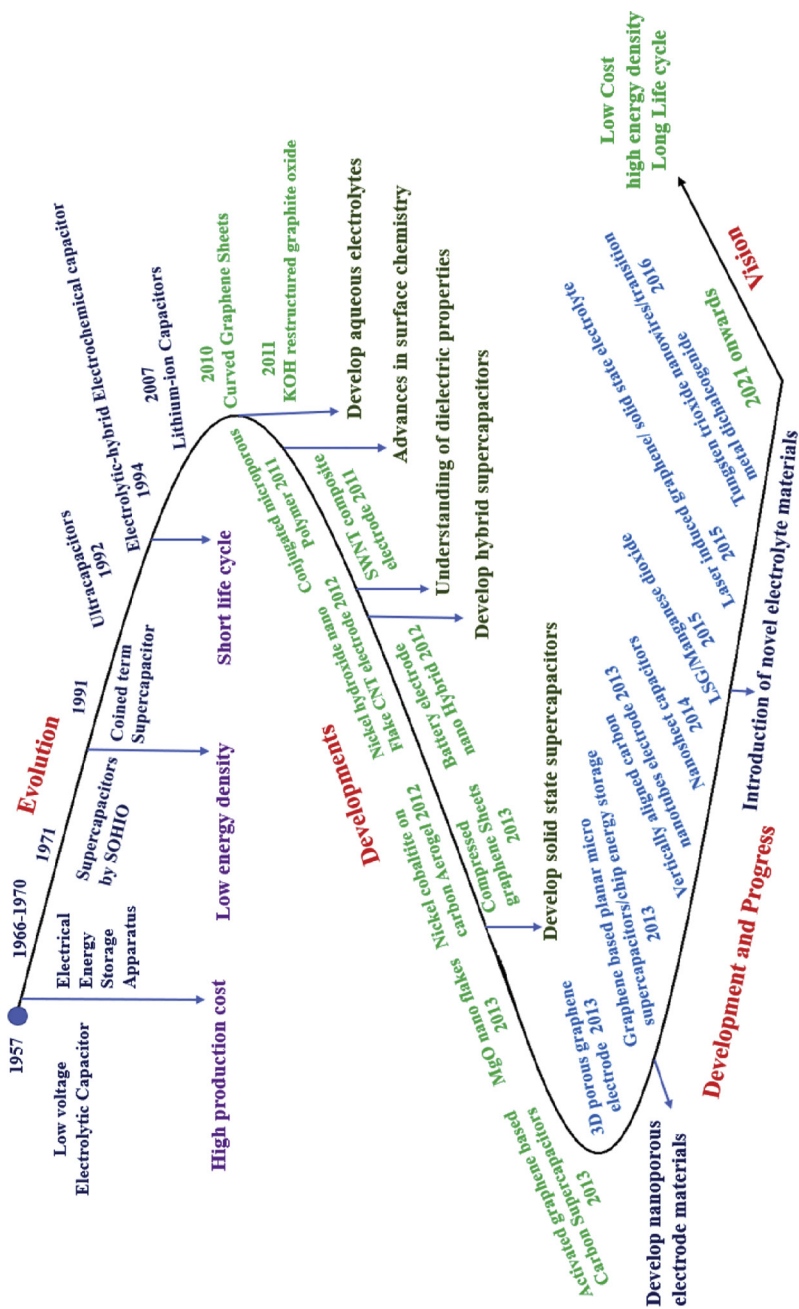 1957
Low voltage
Electrolytic Capacitor
1966-1970
Electrical
Energy
Storage
Apparatus
High production cost
Evolution
1971
Supercapacitors
by SOHIO
1991
Coined term
Supercapacitor
Low energy density
Ultracapacitors
1992
Electrolytic-hybrid Electrochemical capacitor
1994
Short life cycle
2007
Lithium-ion Capacitors
2010
Curved Graphene Sheets
2011
KOH restructured graphite oxide
Develop aqueous electrolytes
Advances in surface chemistry
Understanding of dielectric properties
Develop hybrid supercapacitors
Conjugated microporous
Polymer 2011
SWNT composite
electrode 2011
Nickel hydroxide nano
Flake CNT electrode 2012
Battery electrode
nano Hybrid 2012
Developments
Nickel cobaltite on
carbon Aerogel 2012
Compressed
graphene Sheets
2013
Develop solid state supercapacitors
MgO nano flakes
2013
Activated graphene based
Carbon Supercapacitors
2013
3D porous graphene
electrode 2013
Develop nanoporous
electrode materials
Graphene based planar micro
supercapacitors/chip energy storage
2013
Vertically aligned carbon
nanotubes electrode 2013
Nanosheet capacitors
2014
LSG/Manganese dioxide
2015
Laser induced graphene/ solid state electrolyte
2015
Tungsten trioxide nanowires/transition
metal dichalcogenide
2016
Development and Progress
Introduction of novel electrolyte materials
2021 onwards
Vision
Low Cost
high energy density
Long Life cycle